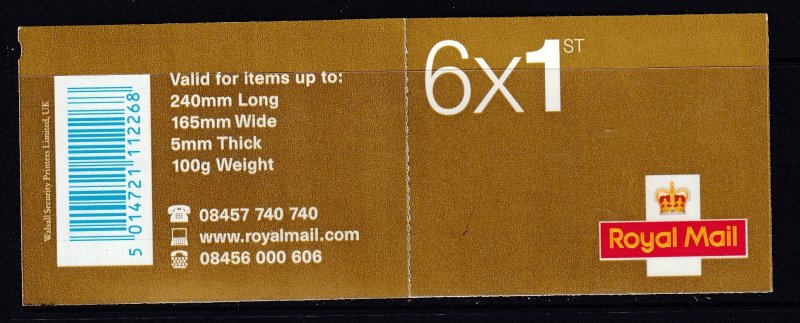 Walsall Security Printers Limited, UK
5 014721 112268
Valid for items up to:
240mm Long
165mm Wide
5mm Thick
100g Weight
08457 740 740
www.royalmail.com
08456 000 606
6x1ST
Royal Mail